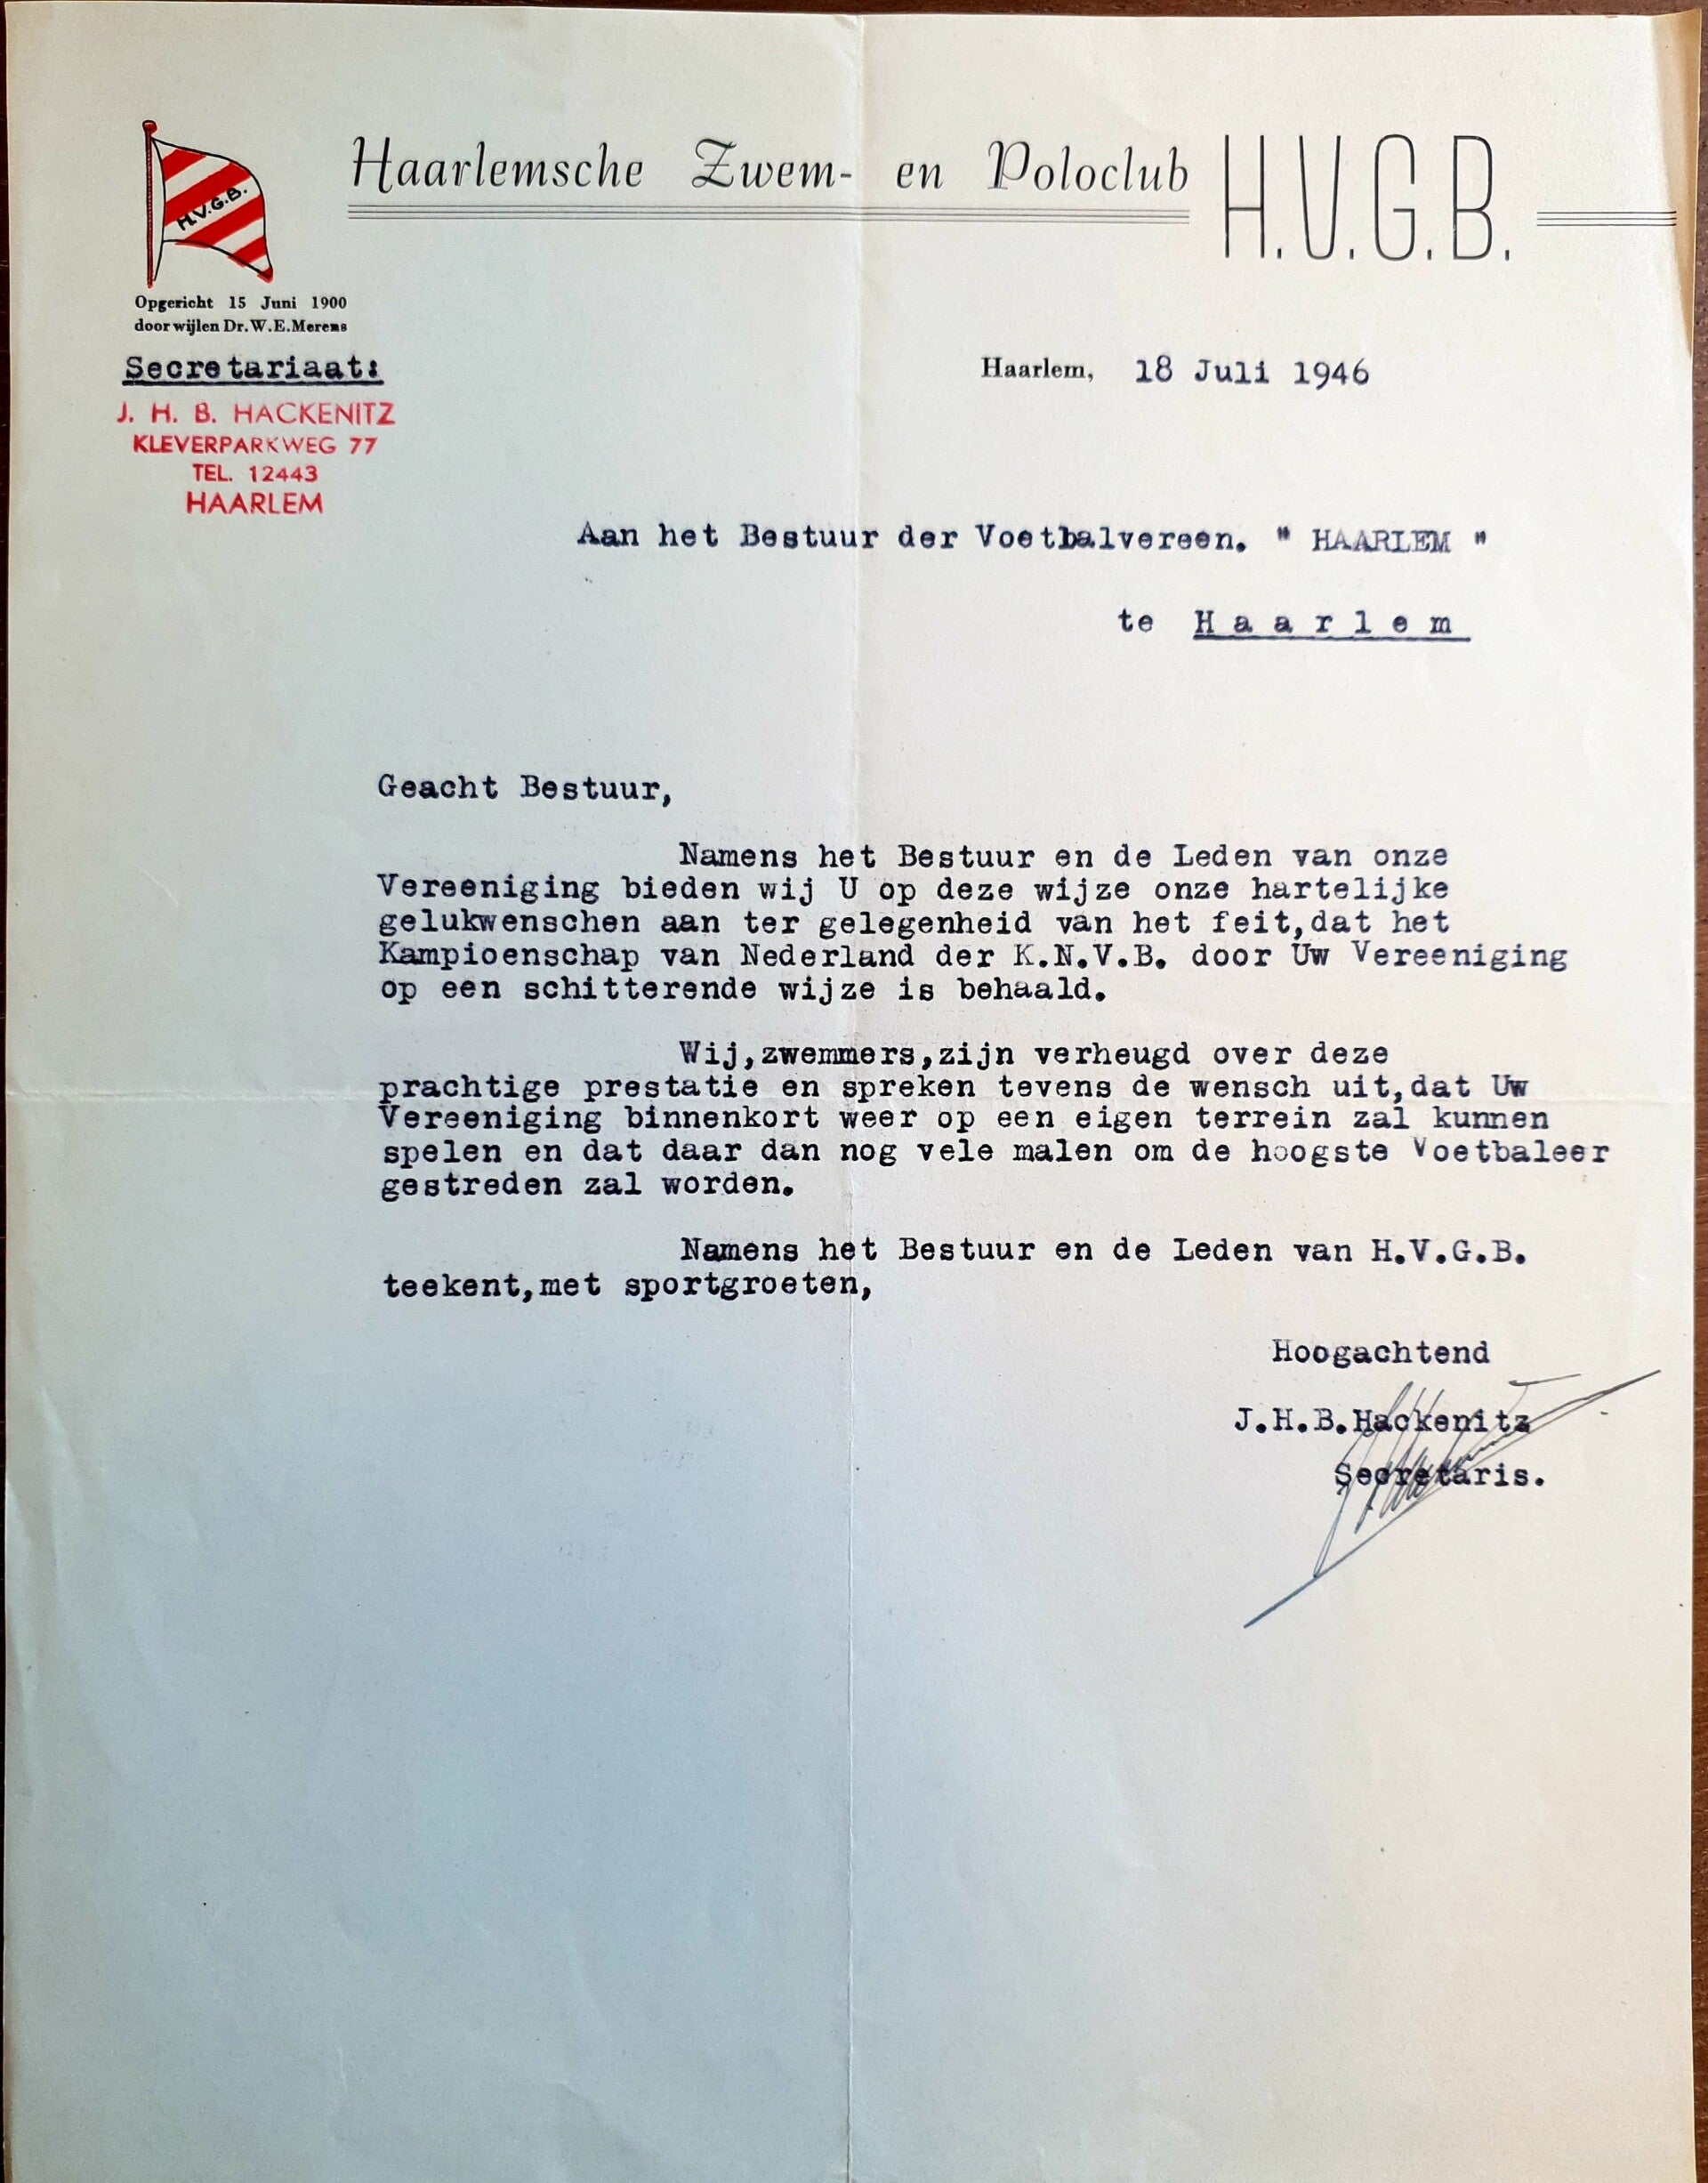 Haarlemsche Zwem- en Poloclub H.V.G.B.
H.V.G.B.
Opgericht 15 Juni 1900
door wijlen Dr. W. E. Merens
Secretariaat:
J. H. B. HACKENITZ
KLEVERPARKWEG 77
TEL. 12443
HAARLEM
Haarlem, 18 Juli 1946
Aan het Bestuur der Voetbalvereen. " HAARLEM "
te H a a r l e m
Geacht Bestuur,
Namens het Bestuur en de Leden van onze
Vereeniging bieden wij U op deze wijze onze hartelijke
gelukwenschen aan ter gelegenheid van het feit,dat het
Kampioenschap van Nederland der K.N.V.B. door Uw Vereeniging
op een schitterende wijze is behaald.
Wij,zwemmers,zijn verheugd over deze
prachtige prestatie en spreken tevens de wensch uit,dat Uw
Vereeniging binnenkort weer op een eigen terrein zal kunnen
spelen en dat daar dan nog vele malen om de hoogste Voetbaleer
gestreden zal worden.
Namens het Bestuur en de Leden van H.V.G.B.
teekent,met sportgroeten,
Hoogachtend
J.H.B.Hackenitz
Secretaris.